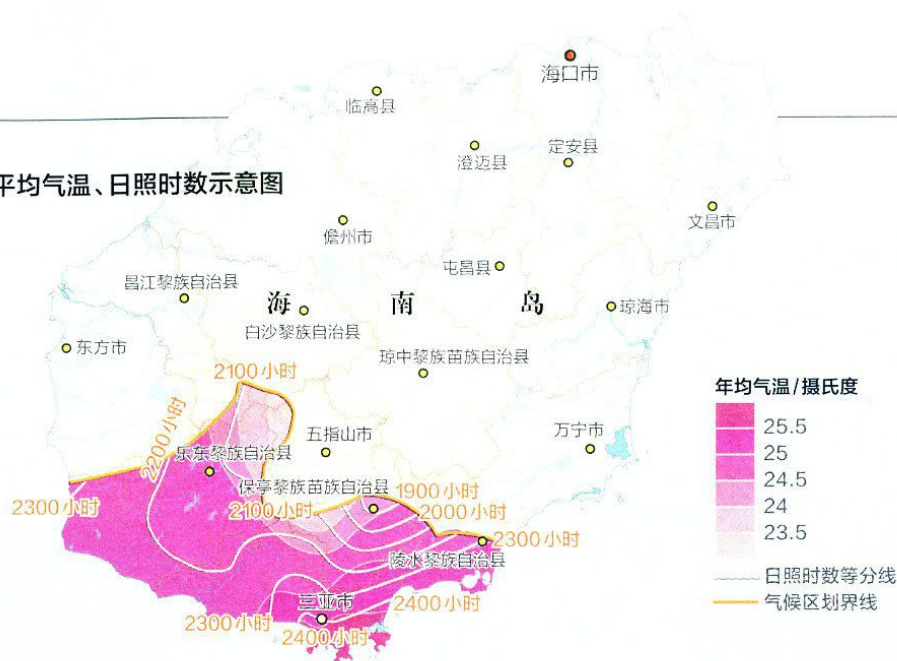 海口市
临高县
澄迈县
定安县
平均气温、日照时数示意图
文昌市
儋州市
屯昌县
昌江黎族自治县
海南岛
琼海市
白沙黎族自治县
东方市
琼中黎族苗族自治县
2100小时
年均气温/摄氏度
25.5
25
24.5
24
23.5
日照时数等分线
气候区划界线
2200小时
五指山市
万宁市
乐东黎族自治县
保亭黎族苗族自治县
1900小时
2300小时
2100小时
2000小时
2300小时
陵水黎族自治县
三亚市
2400小时
2300小时
2400小时